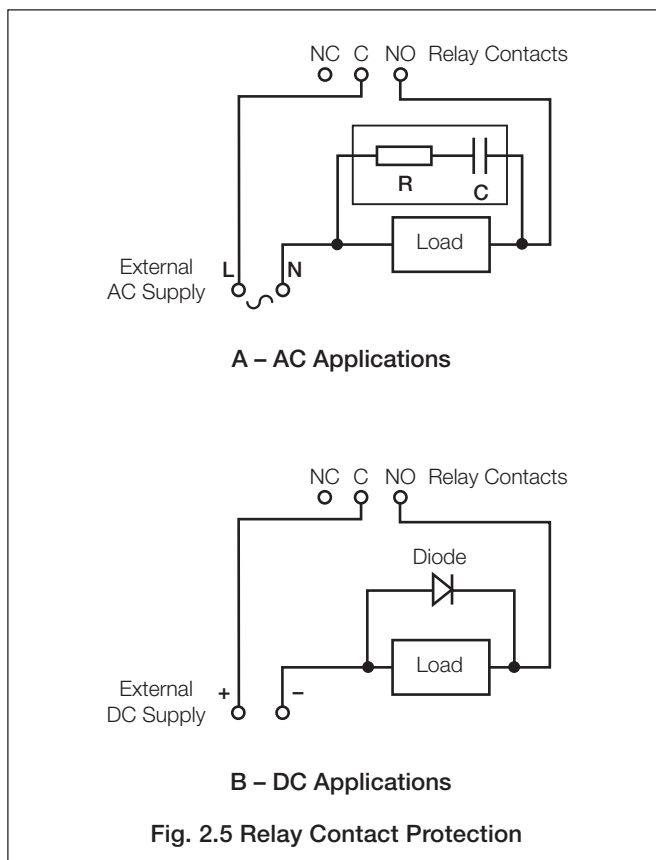 NC C NO Relay Contacts
R
C
Load
External
AC Supply
L
N
A – AC Applications
NC C NO Relay Contacts
Diode
Load
External
DC Supply
+
–
B – DC Applications
Fig. 2.5 Relay Contact Protection